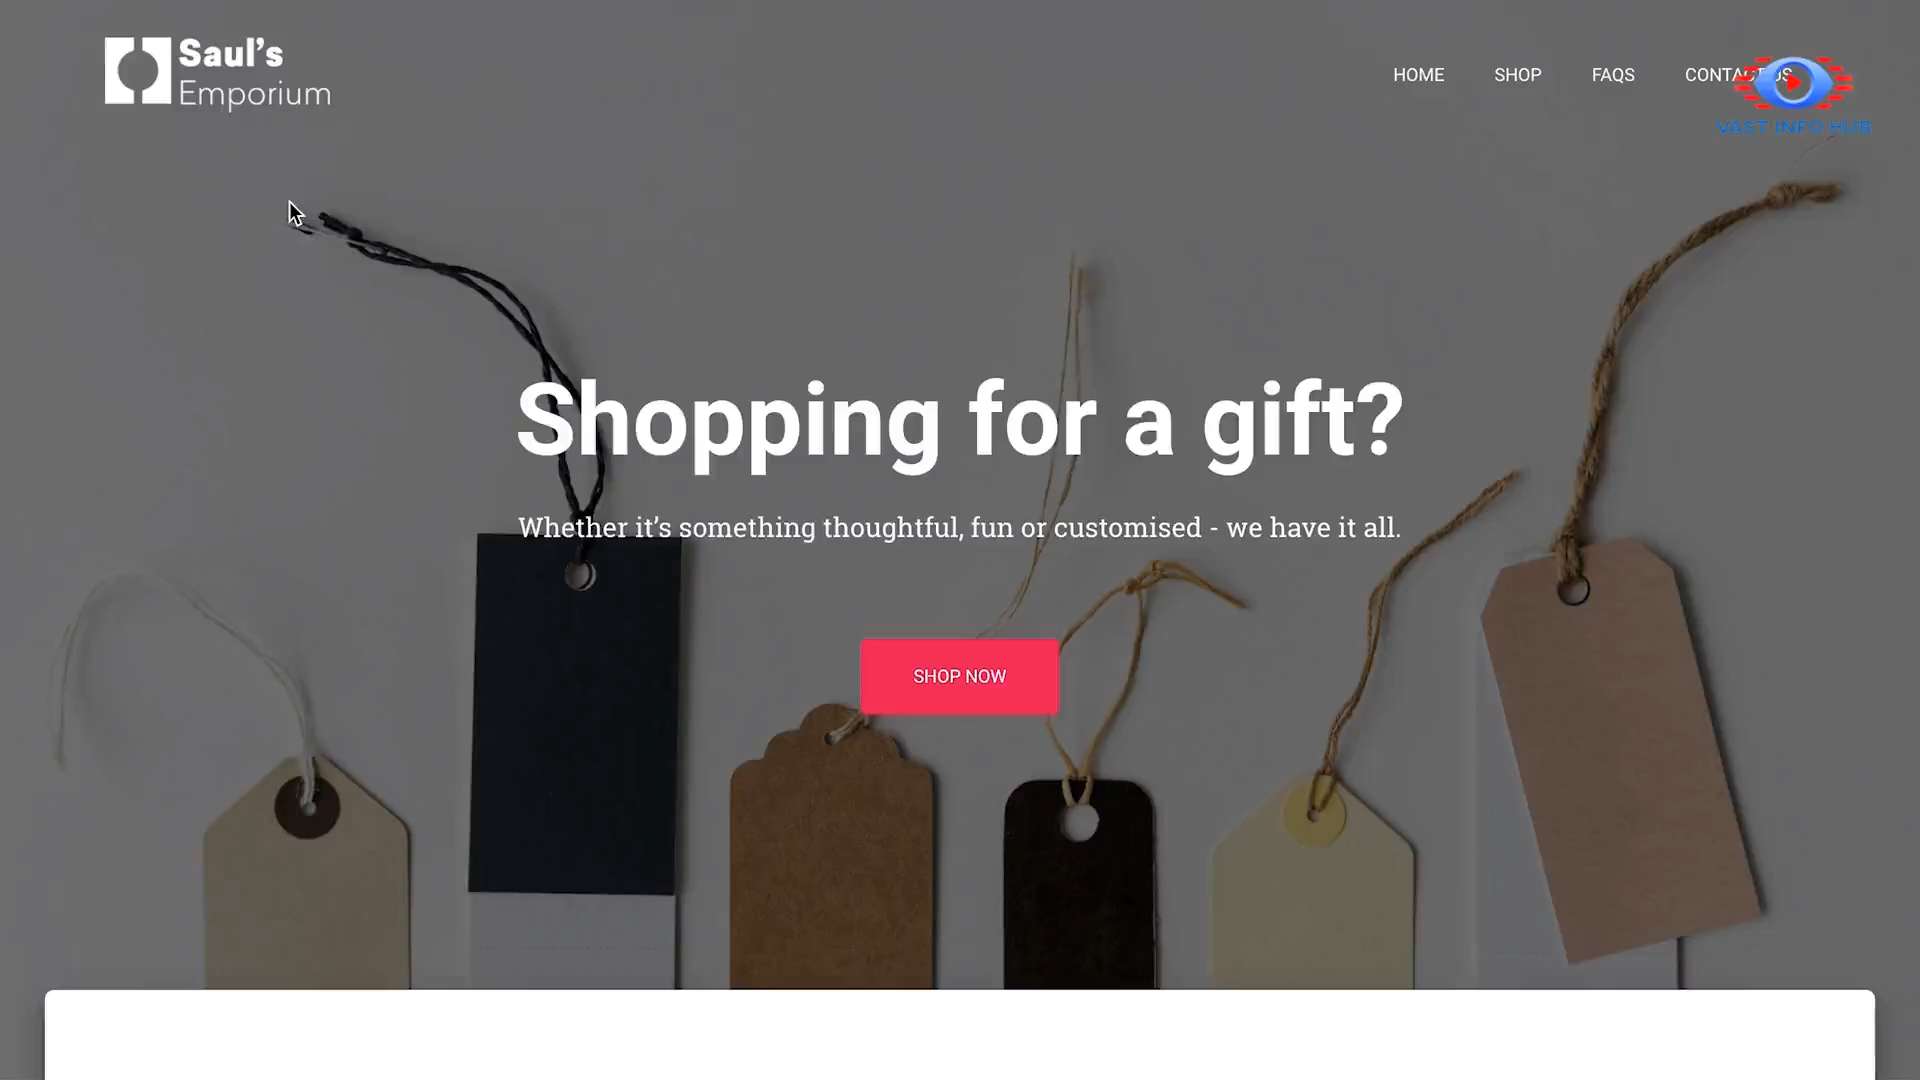 Saul's
Emporium
HOME
SHOP
FAQS
CONTACT US
VAST INFO HUB
Shopping for a gift?
Whether it's something thoughtful, fun or customised - we have it all.
SHOP NOW